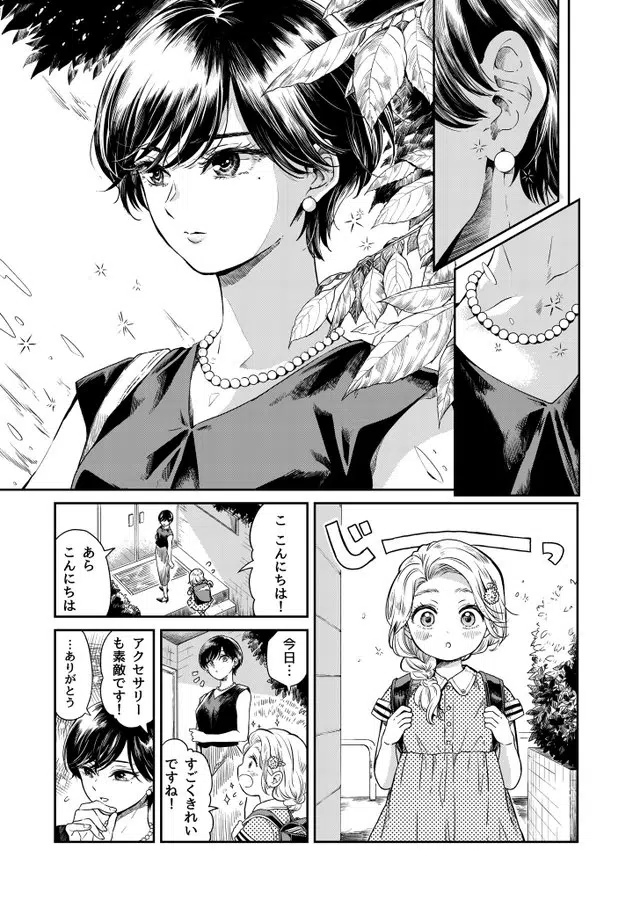 じーっ
こ こんにちは！
あら
こんにちは
今日…
すごくきれい
ですね！
アクセサリー
も素敵です！
…ありがとう